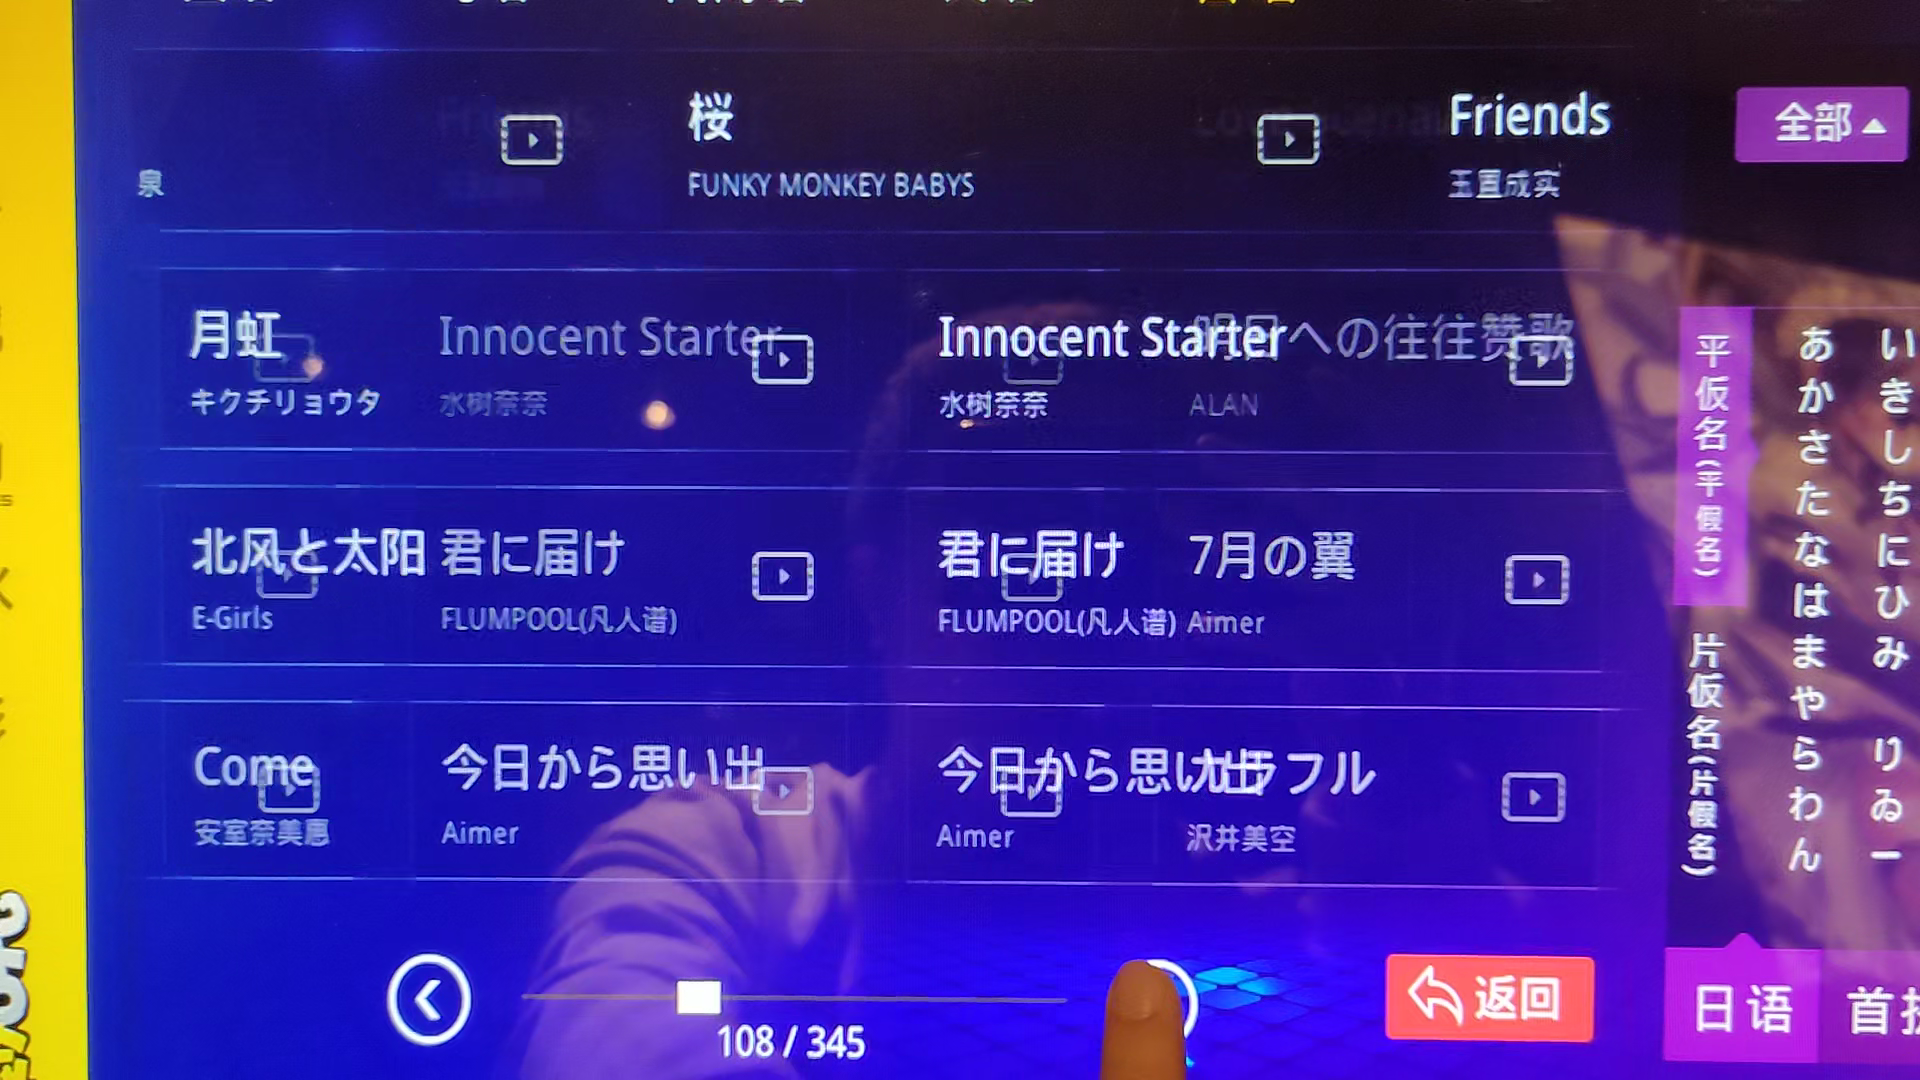 桜
Friends
全部
泉
FUNKY MONKEY BABYS
玉置成实
月虹
Innocent Starter
Innocent Starter
明日への往往赞歌
キクチリョウタ
水树奈奈
水树奈奈
ALAN
北风と太阳
君に届け
君に届け
7月の翼
E-Girls
FLUMPOOL(凡人谱)
FLUMPOOL(凡人谱)
Aimer
Come
今日から思い出
今日から思い出
カラフル
安室奈美惠
Aimer
Aimer
沢井美空
平仮名(平假名)
片仮名(片假名)
あかさたなはまやらわん
いきしちにひみ りゐー
108 / 345
返回
日语